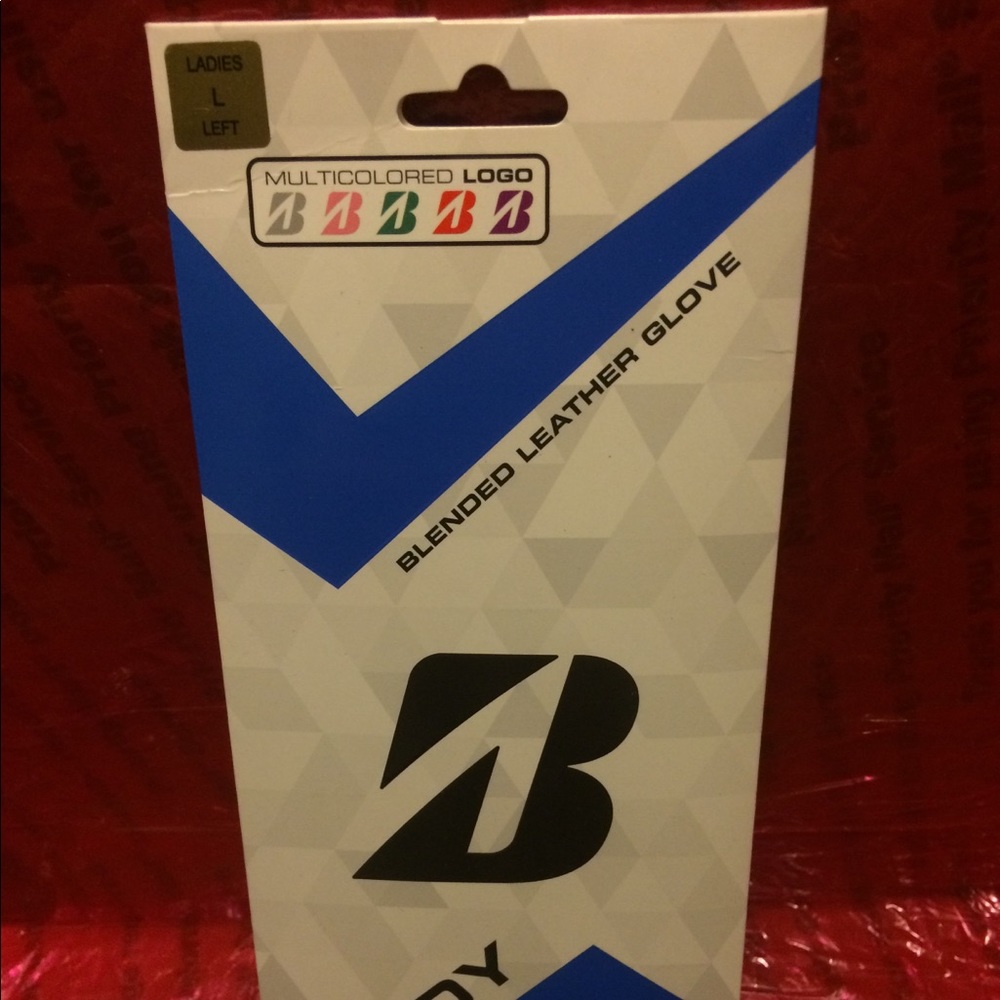 LADIES
L
LEFT
MULTICOLORED LOGO
B B B B B
BLENDED LEATHER GLOVE
B